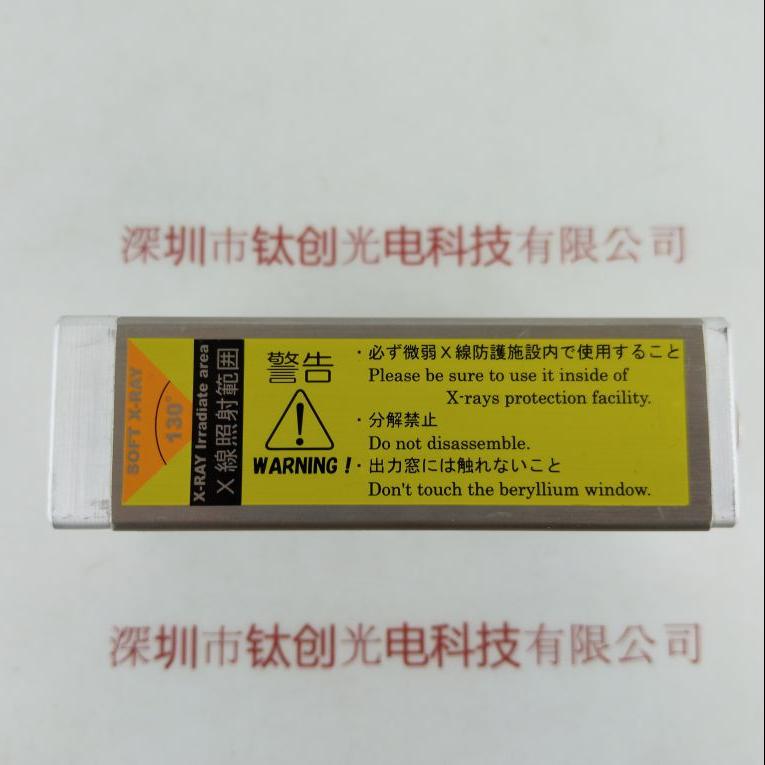 深圳市钛创光电科技有限公司
SOFT X-RAY
130°
X-RAY Irradiate area
X線照射範囲
警告
WARNING!
・必ず微弱X線防護施設内で使用すること
Please be sure to use it inside of
X-rays protection facility.
・分解禁止
Do not disassemble.
・出力窓には触れないこと
Don't touch the beryllium window.
深圳市钛创光电科技有限公司